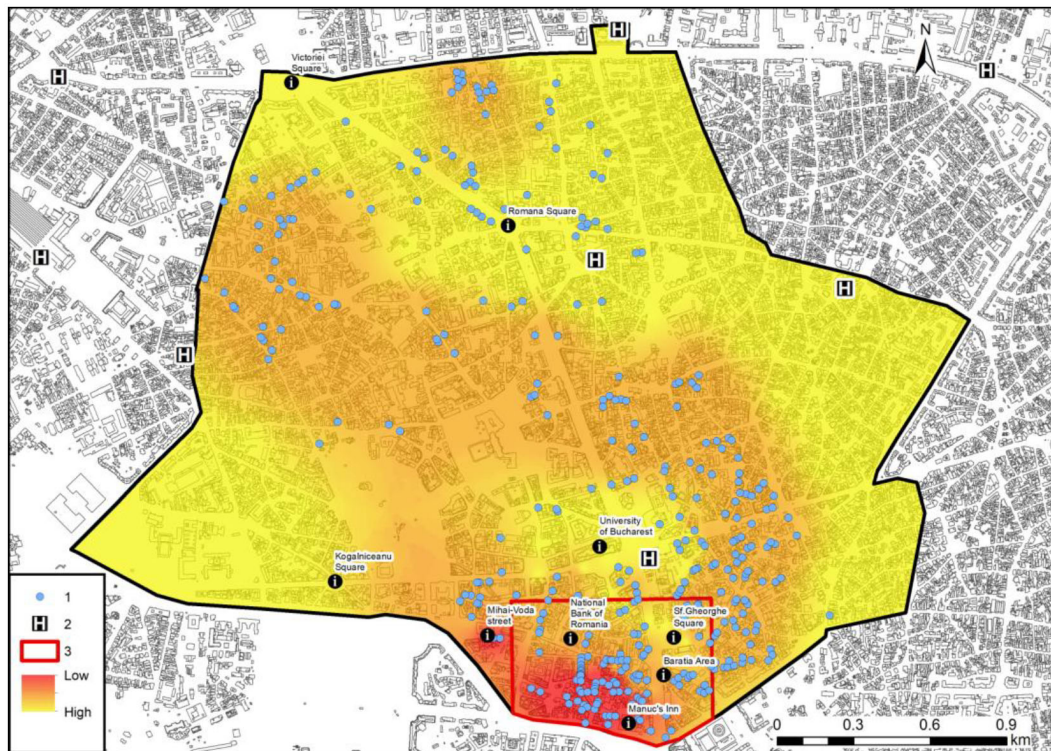 N
H
Victoriei
Square
i
H
H
Romana Square
i
H
H
H
H
University
of Bucharest
i
H
Kogalniceanu
Square
i
Mihai-Voda
street
i
National
Bank of
Romania
i
Sf.Gheorghe
Square
i
Baratia Area
i
Manuc's Inn
i
1
H 2
3
Low
High
0 0.3 0.6 0.9
km